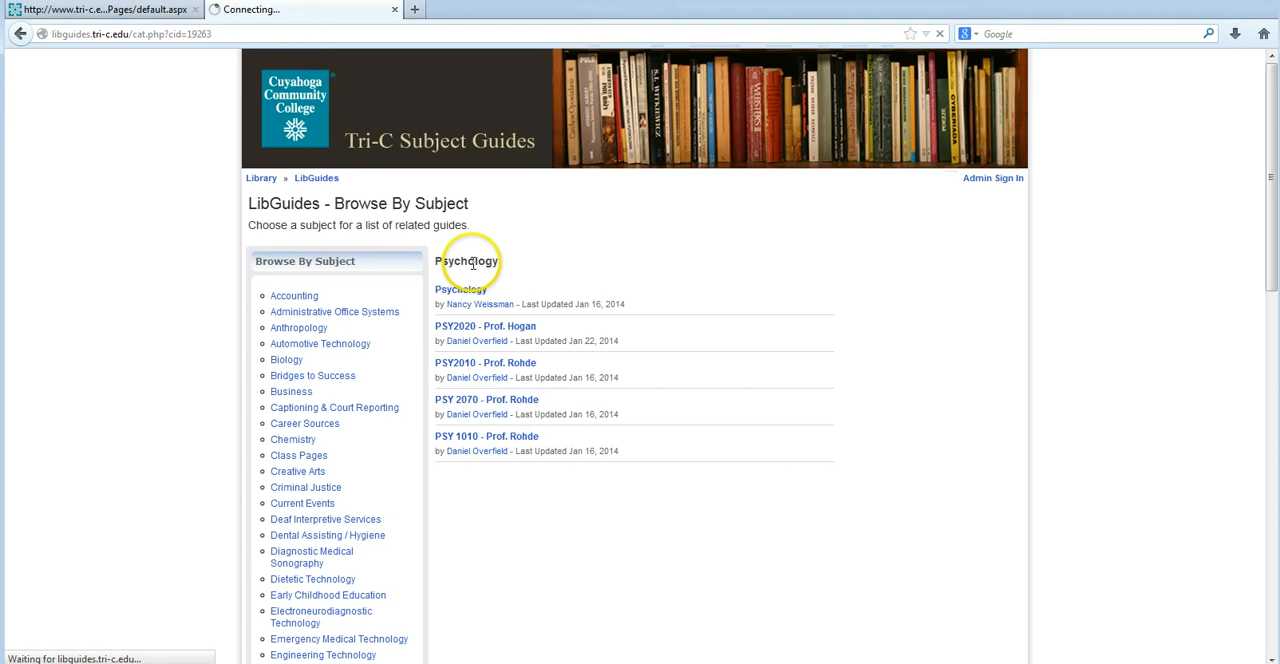 http://www.tri-c.e...Pages/default.aspx
Connecting...
libguides.tri-c.edu/cat.php?cid=19263
Google
Cuyahoga
Community
College
Tri-C Subject Guides
Library » LibGuides
Admin Sign In
LibGuides - Browse By Subject
Choose a subject for a list of related guides.
Browse By Subject
Accounting
Administrative Office Systems
Anthropology
Automotive Technology
Biology
Bridges to Success
Business
Captioning & Court Reporting
Career Sources
Chemistry
Class Pages
Creative Arts
Criminal Justice
Current Events
Deaf Interpretive Services
Dental Assisting / Hygiene
Diagnostic Medical
Sonography
Dietetic Technology
Early Childhood Education
Electroneurodiagnostic
Technology
Emergency Medical Technology
Engineering Technology
Psychology
Psychology
by Nancy Weissman - Last Updated Jan 16, 2014
PSY2020 - Prof. Hogan
by Daniel Overfield - Last Updated Jan 22, 2014
PSY2010 - Prof. Rohde
by Daniel Overfield - Last Updated Jan 16, 2014
PSY 2070 - Prof. Rohde
by Daniel Overfield - Last Updated Jan 16, 2014
PSY 1010 - Prof. Rohde
by Daniel Overfield - Last Updated Jan 16, 2014
Waiting for libguides.tri-c.edu...